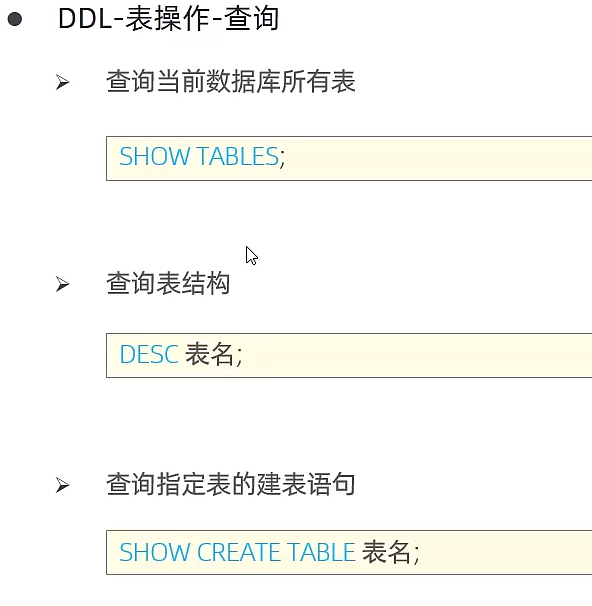 DDL-表操作-查询
查询当前数据库所有表
SHOW TABLES;
查询表结构
DESC 表名;
查询指定表的建表语句
SHOW CREATE TABLE 表名;